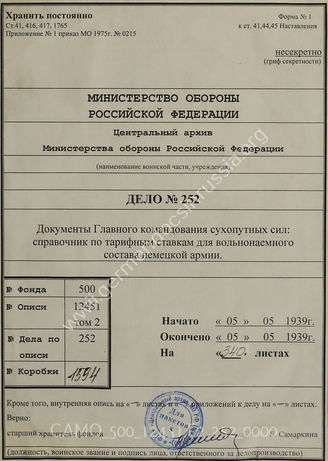 Хранить постоянно
Форма № 1
Ст.41, 416, 417, 1765
к ст. 41,44,45 Наставления
Приложение № 1 приказ МО 1975г. № 0215
несекретно
(гриф секретности)
МИНИСТЕРСТВО ОБОРОНЫ
РОССИЙСКОЙ ФЕДЕРАЦИИ
Центральный архив
Министерства обороны Российской Федерации
(наименование воинской части, учреждения)
ДЕЛО № 252
Документы Главного командования сухопутных сил:
справочник по тарифным ставкам для вольнонаемного
состава немецкой армии.
№ Фонда 500
№ Описи 12451
том 2
№ Дела по описи 252
№ Коробки 1594
Начато « 05 » 05 1939г.
Окончено « 05 » 05 1939г.
На «340» листах
Кроме того, внутренняя опись на «—» листах и приложений к делу на «—» листах.
Верно:
старший хранитель фондов
Самаркина
(должность, воинское звание и подпись лица, ответственного за делопроизводство)
Для пакетов
www.germandocsinrussia.org